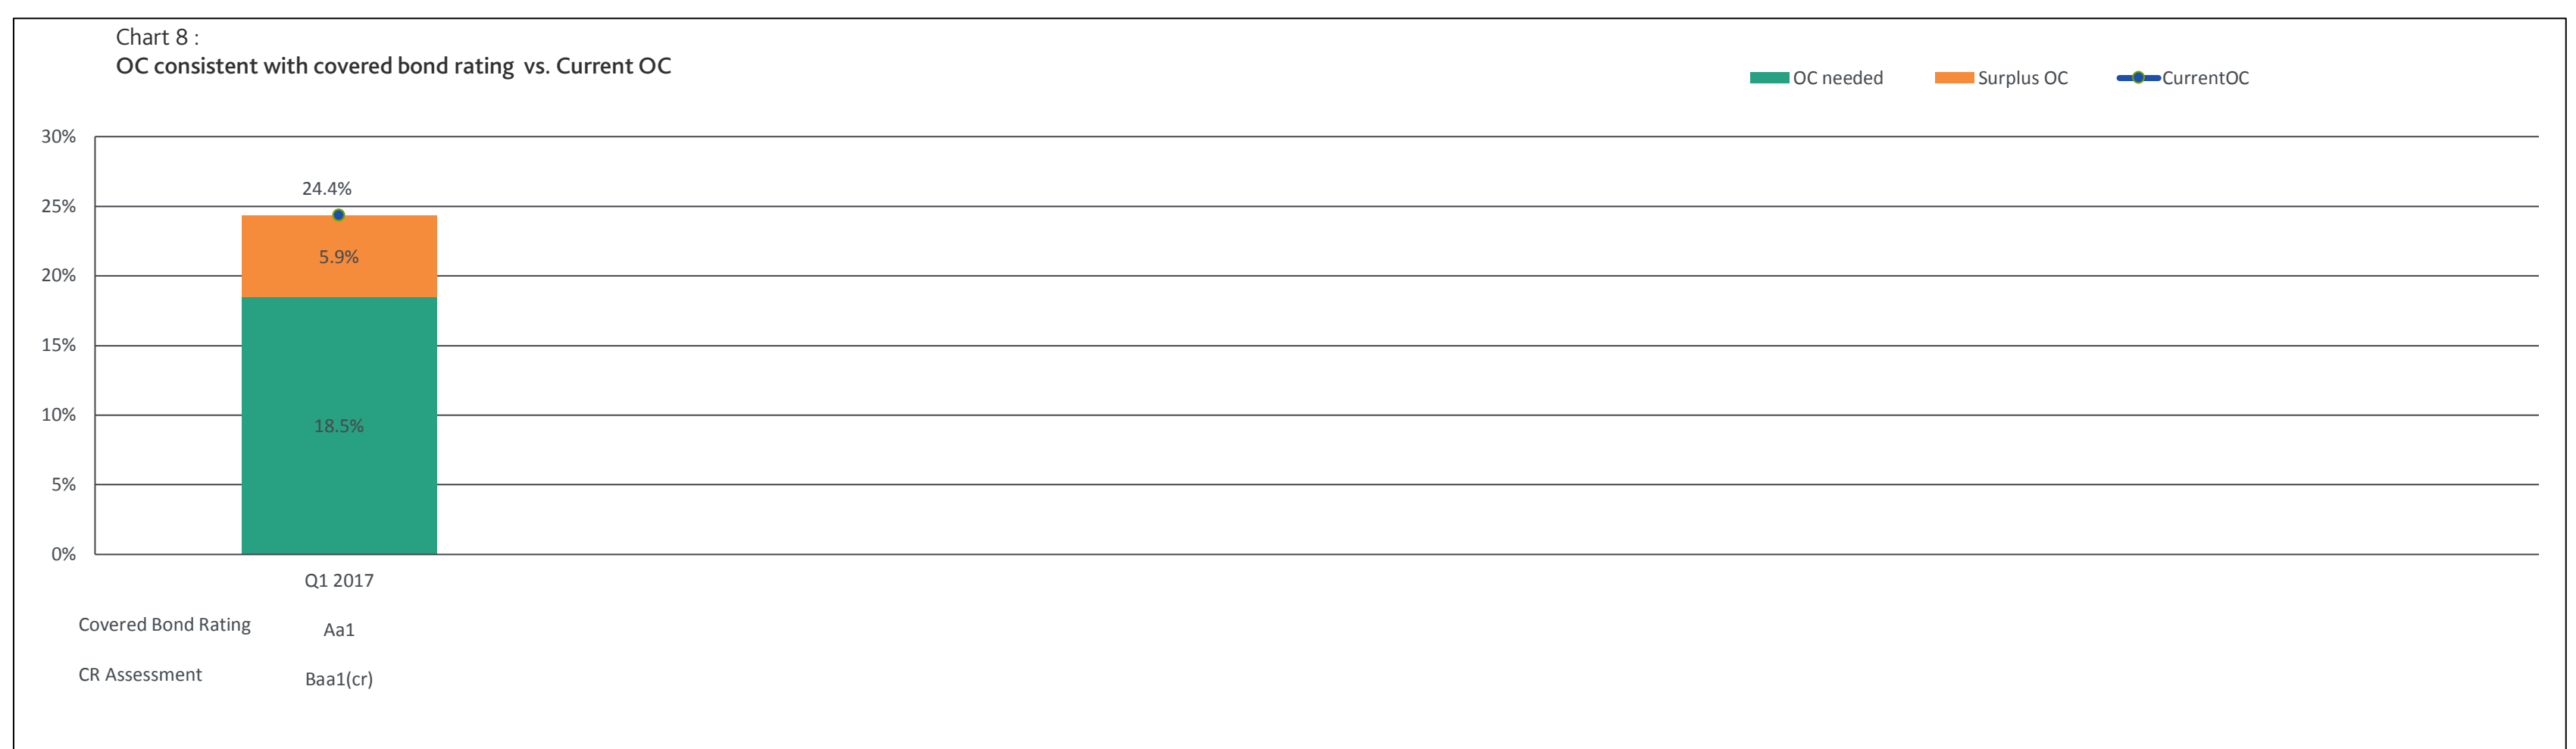 Chart 8 :
OC consistent with covered bond rating vs. Current OC
OC needed
Surplus OC
CurrentOC
30%
25%
20%
15%
10%
5%
0%
24.4%
5.9%
18.5%
Q1 2017
Covered Bond Rating Aa1
CR Assessment Baa1(cr)